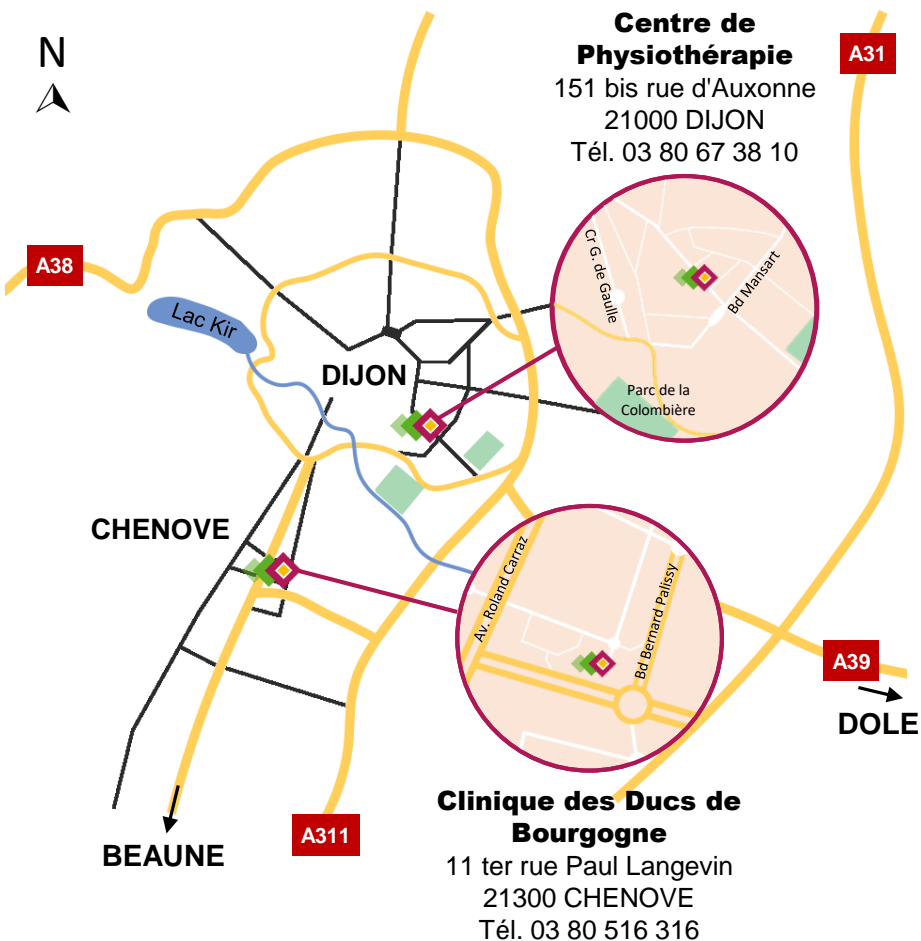 N
Centre de
Physiothérapie
151 bis rue d'Auxonne
21000 DIJON
Tél. 03 80 67 38 10
A31
A38
Lac Kir
Cr G. de Gaulle
Bd Mansart
Parc de la
Colombière
DIJON
CHENOVE
Av. Roland Carraz
Bd Bernard Palissy
A39
DOLE
A311
BEAUNE
Clinique des Ducs de
Bourgogne
11 ter rue Paul Langevin
21300 CHENOVE
Tél. 03 80 516 316